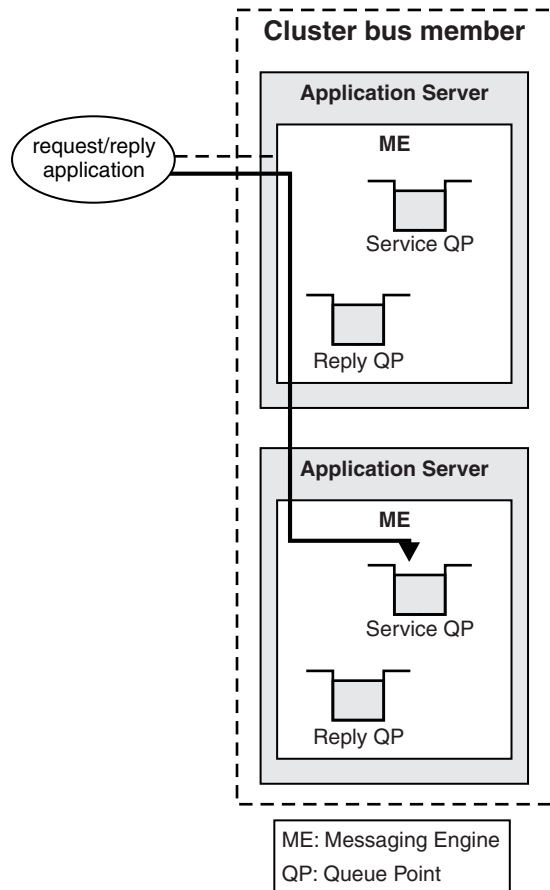 Cluster bus member
Application Server
request/reply
application
ME
Service QP
Reply QP
Application Server
ME
Service QP
Reply QP
ME: Messaging Engine
QP: Queue Point